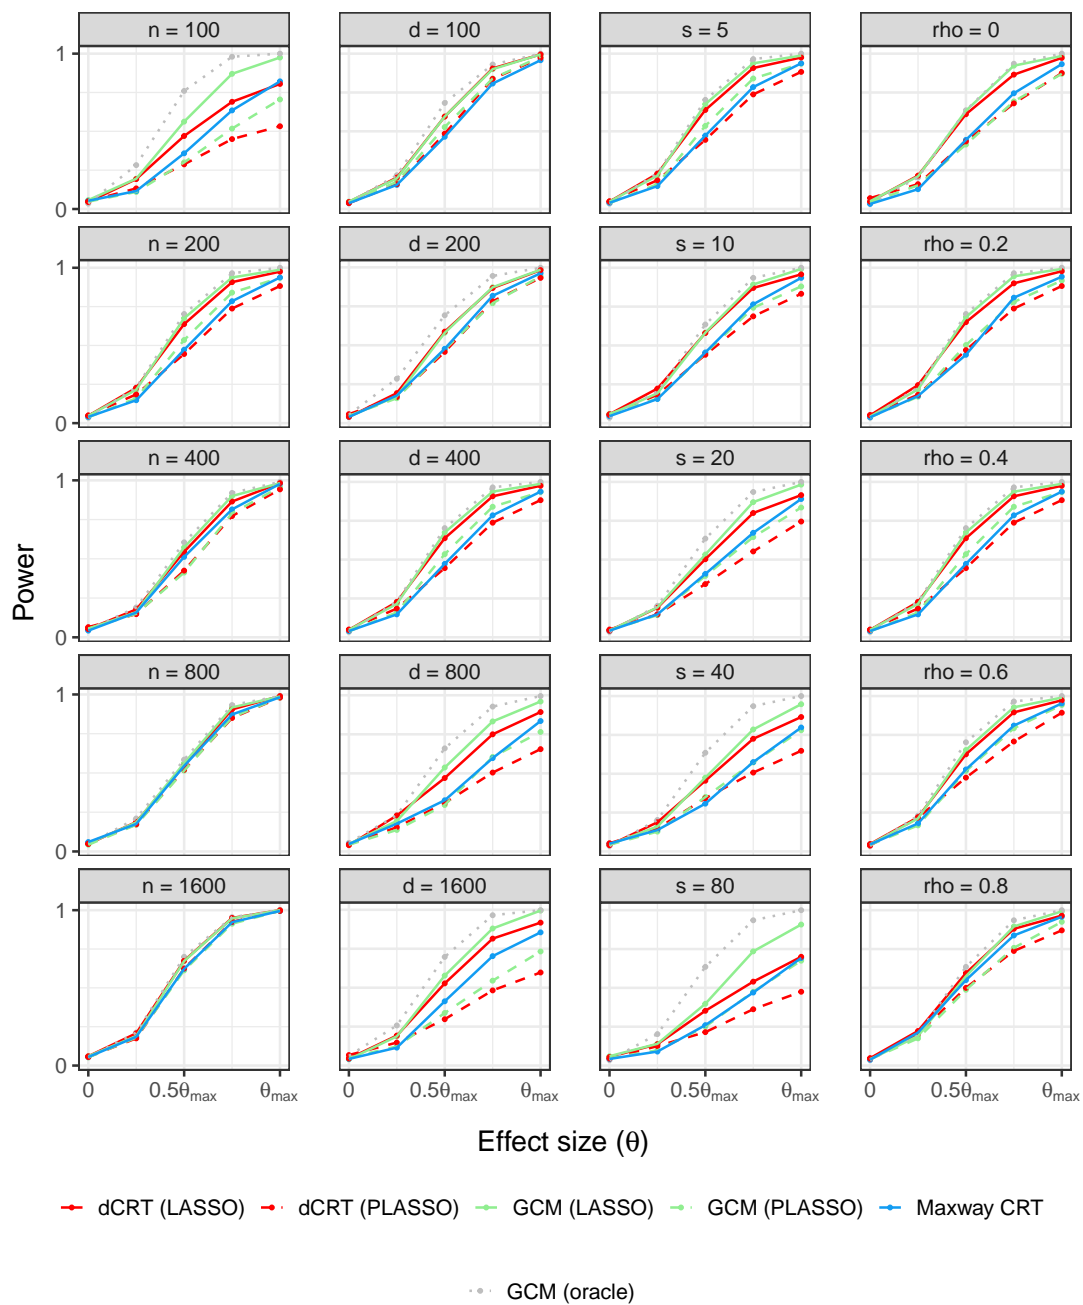 n = 100
d = 100
s = 5
rho = 0
1
0
n = 200
d = 200
s = 10
rho = 0.2
1
0
n = 400
d = 400
s = 20
rho = 0.4
1
0
n = 800
d = 800
s = 40
rho = 0.6
1
0
n = 1600
d = 1600
s = 80
rho = 0.8
1
0
Power
0 0.5θmax θmax
0 0.5θmax θmax
0 0.5θmax θmax
0 0.5θmax θmax
Effect size (θ)
dCRT (LASSO) dCRT (PLASSO) GCM (LASSO) GCM (PLASSO) Maxway CRT
GCM (oracle)